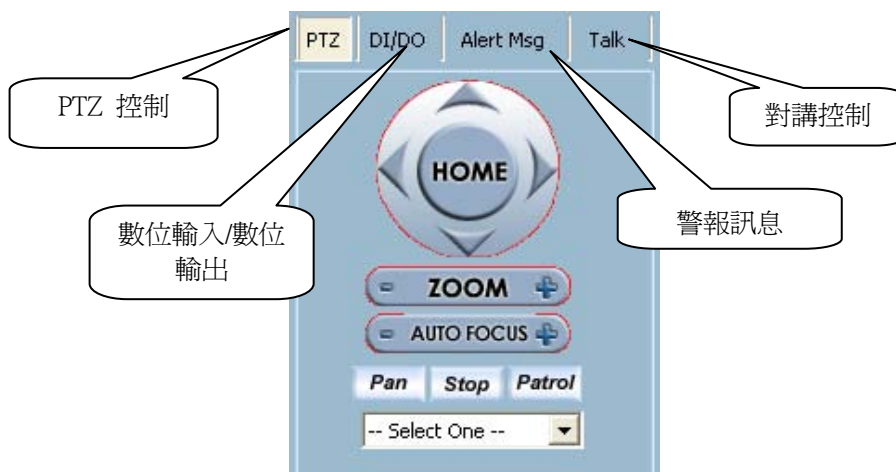 PTZ DI/DO Alert Msg Talk
PTZ 控制
對講控制
HOME
數位輸入/數位
輸出
警報訊息
- ZOOM +
- AUTO FOCUS +
Pan Stop Patrol
-- Select One --